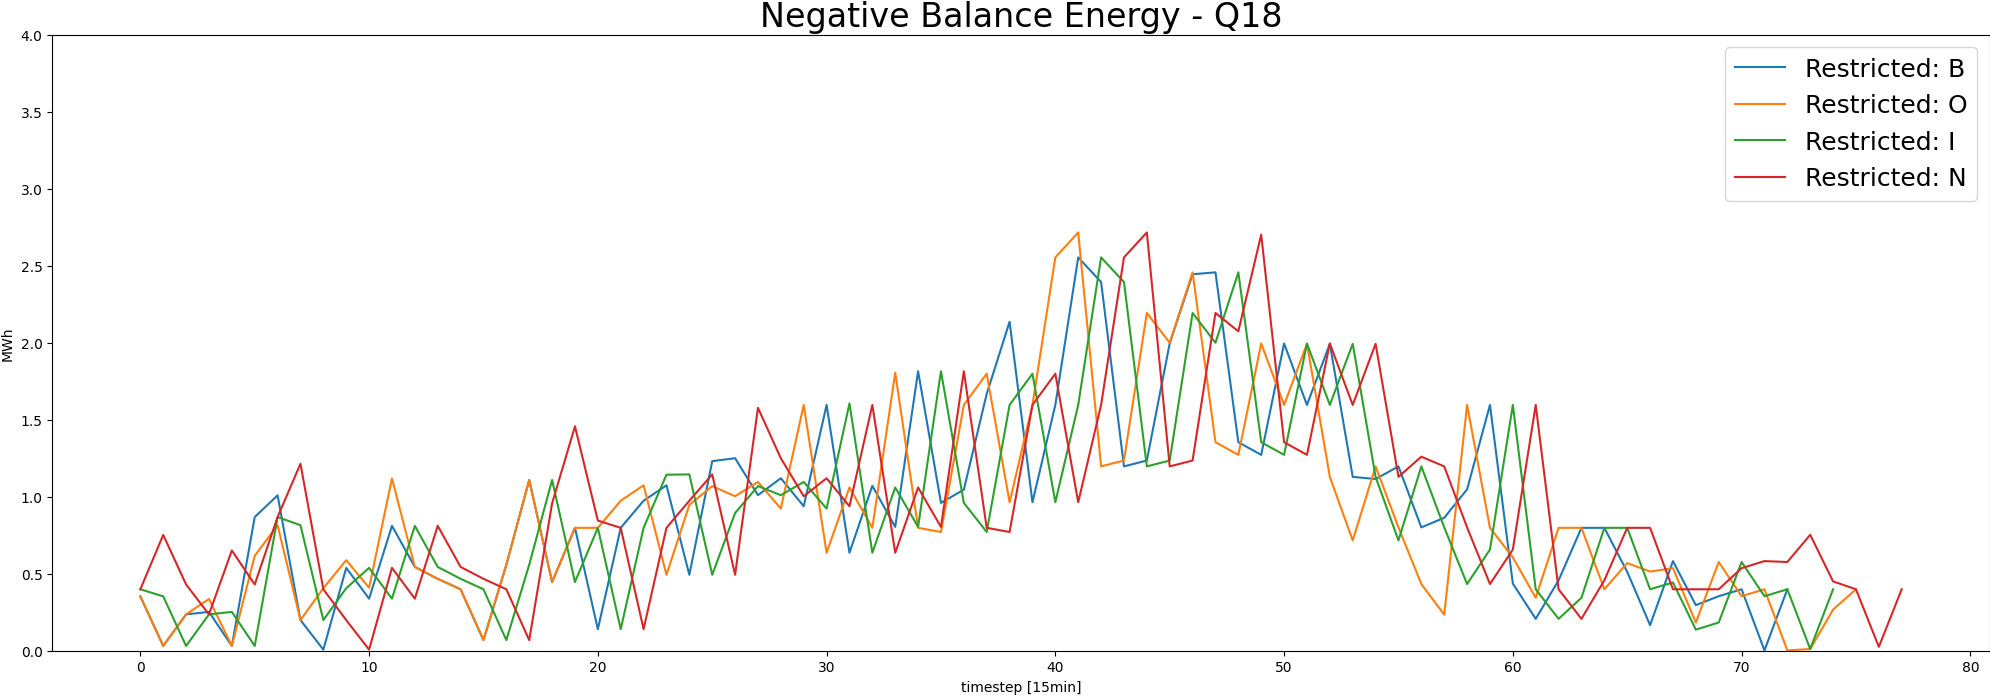 Negative Balance Energy - Q18
4.0
3.5
3.0
2.5
2.0
1.5
1.0
0.5
0.0
MWh
Restricted: B
Restricted: O
Restricted: I
Restricted: N
0 10 20 30 40 50 60 70 80
timestep [15min]